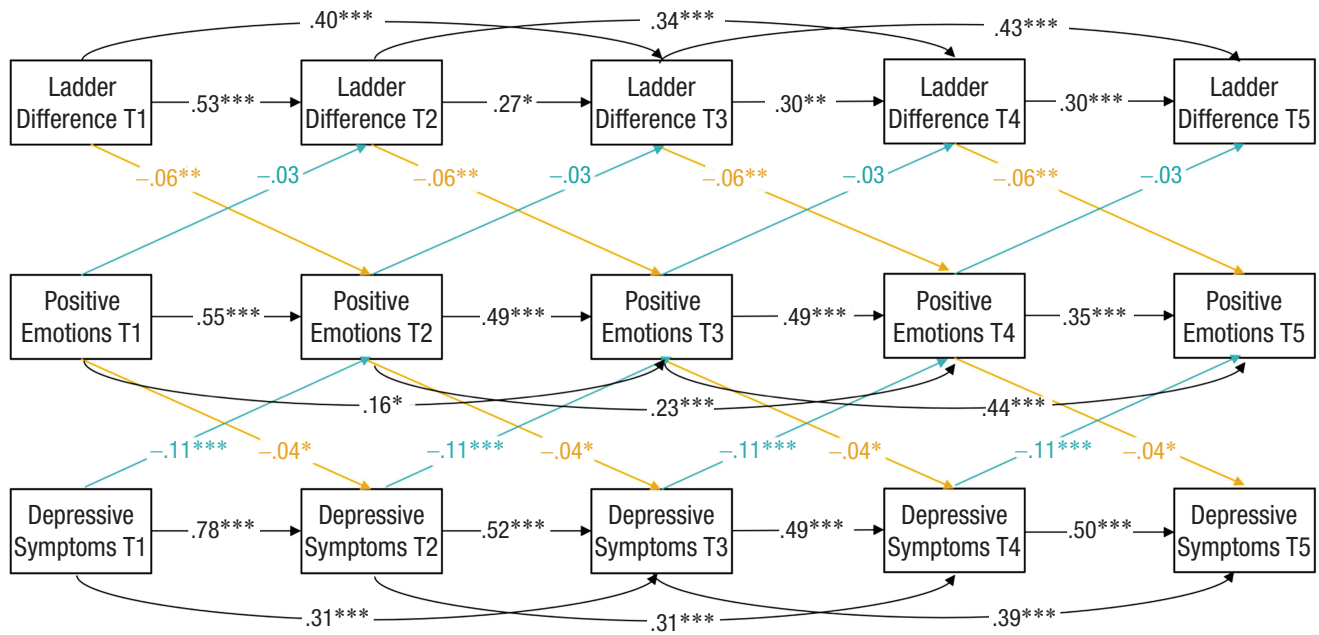 .40***
.34***
.43***
Ladder
Difference T1
.53***
Ladder
Difference T2
.27*
Ladder
Difference T3
.30**
Ladder
Difference T4
.30***
Ladder
Difference T5
–.06**
–.03
–.06**
–.03
–.06**
–.03
–.06**
–.03
Positive
Emotions T1
.55***
Positive
Emotions T2
.49***
Positive
Emotions T3
.49***
Positive
Emotions T4
.35***
Positive
Emotions T5
.16*
.23***
.44***
–.11***
–.04*
–.11***
–.04*
–.11***
–.04*
–.11***
–.04*
Depressive
Symptoms T1
.78***
Depressive
Symptoms T2
.52***
Depressive
Symptoms T3
.49***
Depressive
Symptoms T4
.50***
Depressive
Symptoms T5
.31***
.31***
.39***